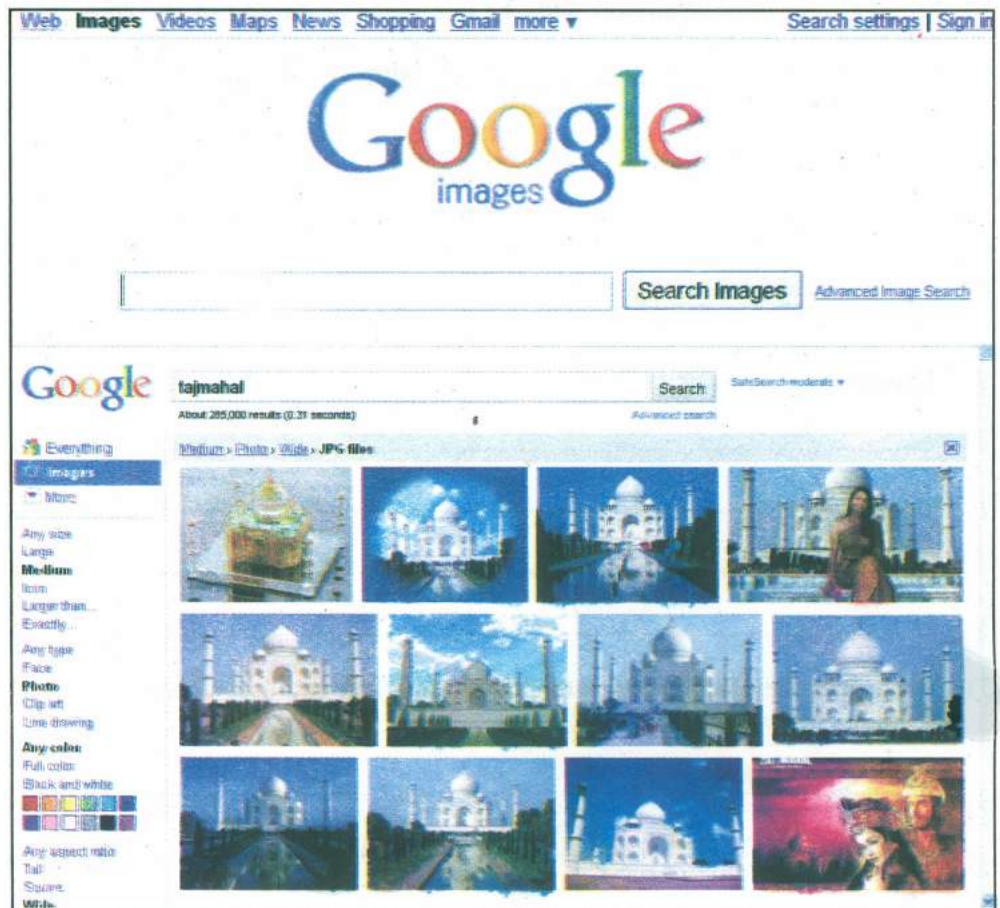 Web Images Videos Maps News Shopping Gmail more ▼ Search settings | Sign in
Google
images
Search Images Advanced Image Search
Google tajmahal Search SafeSearch moderate ▼
About 285,000 results (0.31 seconds) Advanced search
Everything
Medium › Photo › Wide › JPG files
Images
More
Any size
Large
Medium
Icon
Larger than...
Exactly...
Any type
Face
Photo
Clip art
Line drawing
Any color
Full color
Black and white
Any aspect ratio
Tall
Square
Wide